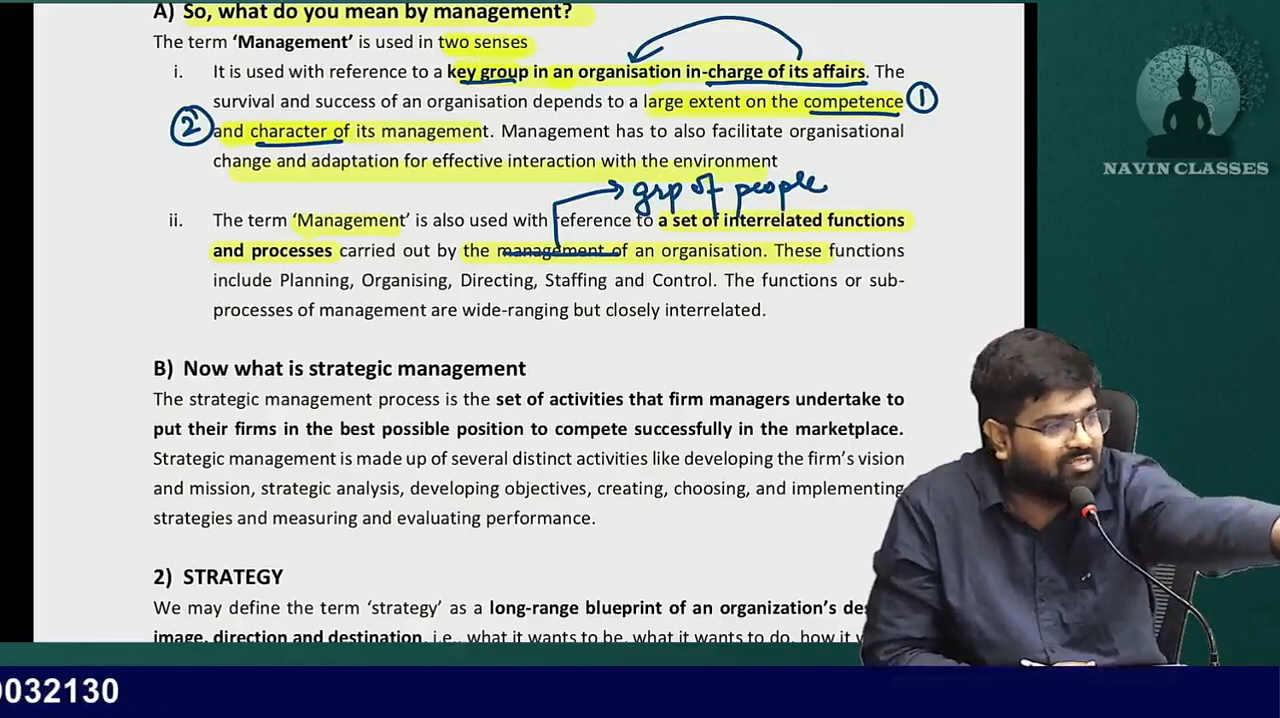 A) So, what do you mean by management?
The term ‘Management’ is used in two senses
i. It is used with reference to a key group in an organisation in-charge of its affairs. The
survival and success of an organisation depends to a large extent on the competence ①
② and character of its management. Management has to also facilitate organisational
change and adaptation for effective interaction with the environment
grp of people
ii. The term ‘Management’ is also used with reference to a set of interrelated functions
and processes carried out by the management of an organisation. These functions
include Planning, Organising, Directing, Staffing and Control. The functions or sub-
processes of management are wide-ranging but closely interrelated.
B) Now what is strategic management
The strategic management process is the set of activities that firm managers undertake to
put their firms in the best possible position to compete successfully in the marketplace.
Strategic management is made up of several distinct activities like developing the firm’s vision
and mission, strategic analysis, developing objectives, creating, choosing, and implementing
strategies and measuring and evaluating performance.
2) STRATEGY
We may define the term ‘strategy’ as a long-range blueprint of an organization’s
image, direction and destination, i.e., what it wants to be, what it wants to do, how it
NAVIN CLASSES
032130